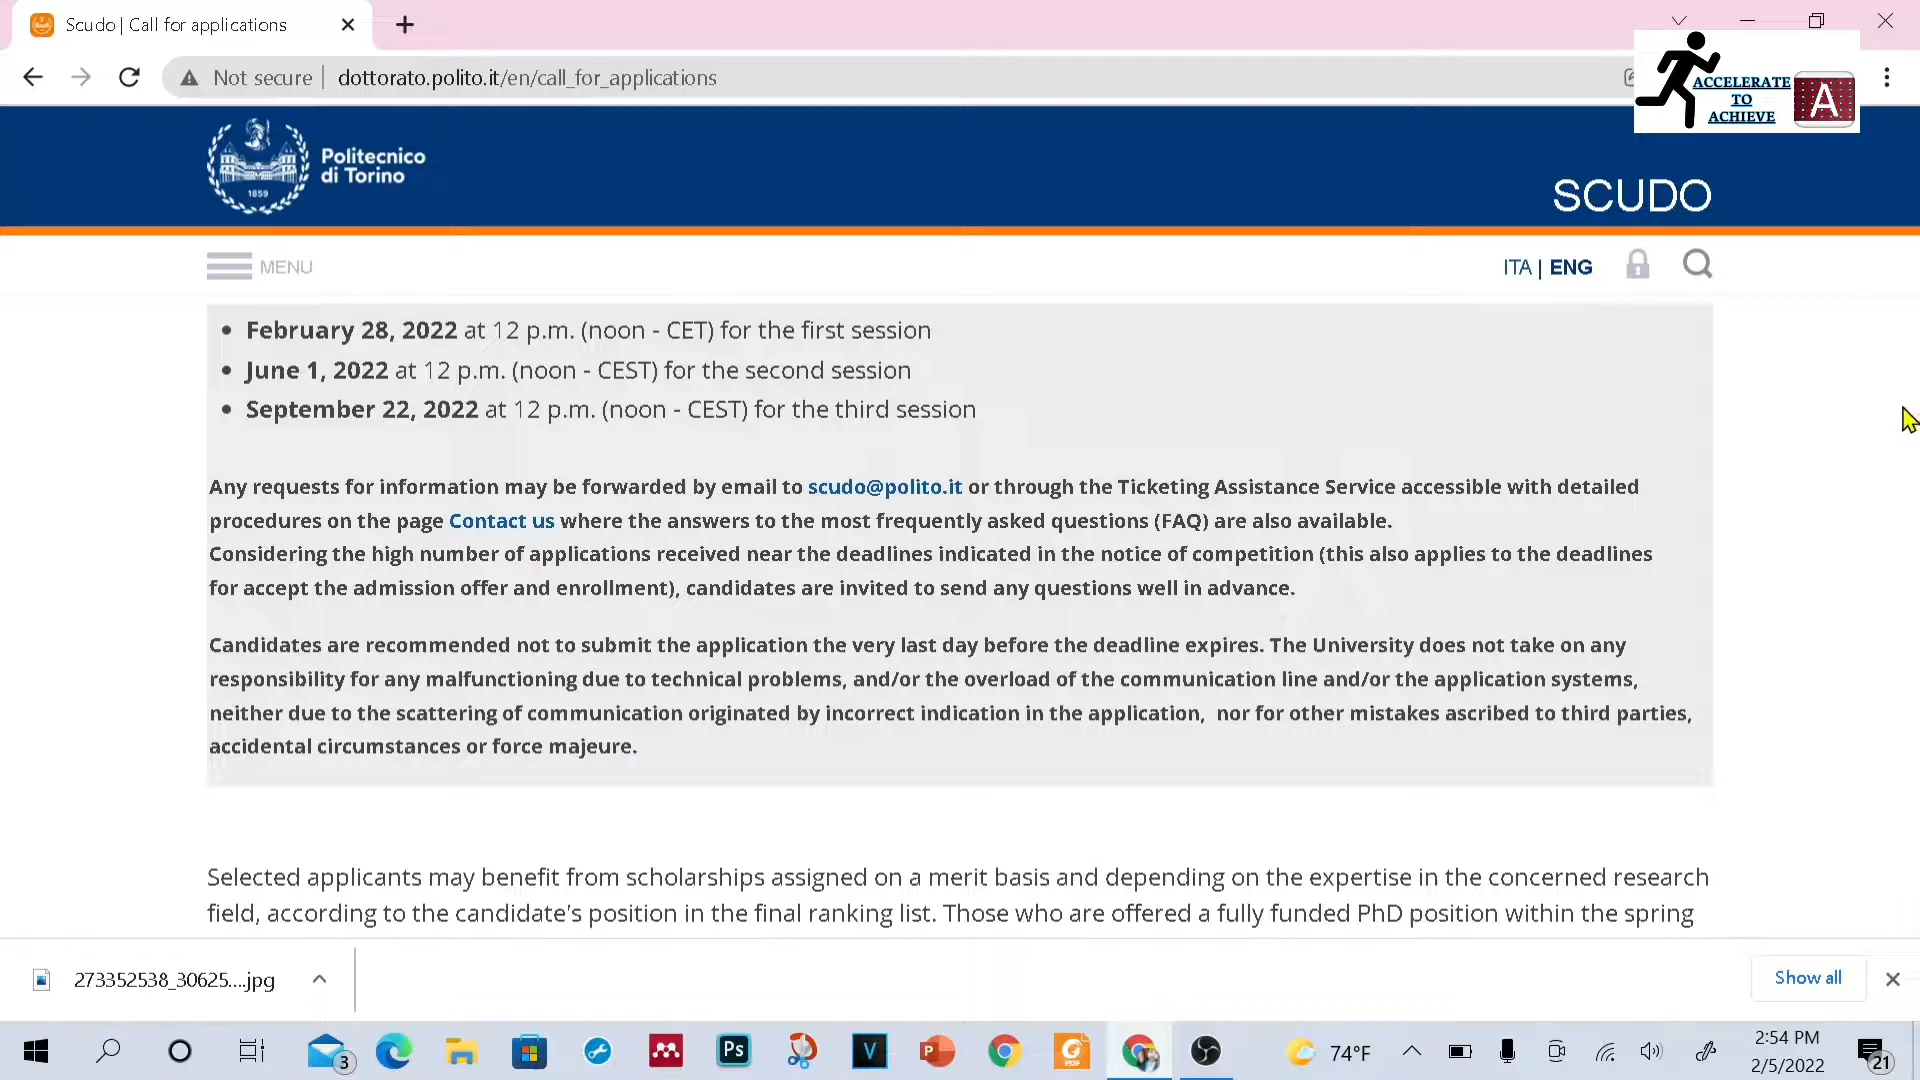 Scudo | Call for applications
Not secure
dottorato.polito.it/en/call_for_applications
ACCELERATE
TO
ACHIEVE
A
Politecnico
di Torino
1859
SCUDO
MENU
ITA | ENG
• February 28, 2022 at 12 p.m. (noon - CET) for the first session
• June 1, 2022 at 12 p.m. (noon - CEST) for the second session
• September 22, 2022 at 12 p.m. (noon - CEST) for the third session
Any requests for information may be forwarded by email to scudo@polito.it or through the Ticketing Assistance Service accessible with detailed
procedures on the page Contact us where the answers to the most frequently asked questions (FAQ) are also available.
Considering the high number of applications received near the deadlines indicated in the notice of competition (this also applies to the deadlines
for accept the admission offer and enrollment), candidates are invited to send any questions well in advance.
Candidates are recommended not to submit the application the very last day before the deadline expires. The University does not take on any
responsibility for any malfunctioning due to technical problems, and/or the overload of the communication line and/or the application systems,
neither due to the scattering of communication originated by incorrect indication in the application, nor for other mistakes ascribed to third parties,
accidental circumstances or force majeure.
Selected applicants may benefit from scholarships assigned on a merit basis and depending on the expertise in the concerned research
field, according to the candidate's position in the final ranking list. Those who are offered a fully funded PhD position within the spring
273352538_30625....jpg
Show all
3
Ps
V
P
PDF
74°F
2:54 PM
2/5/2022
21